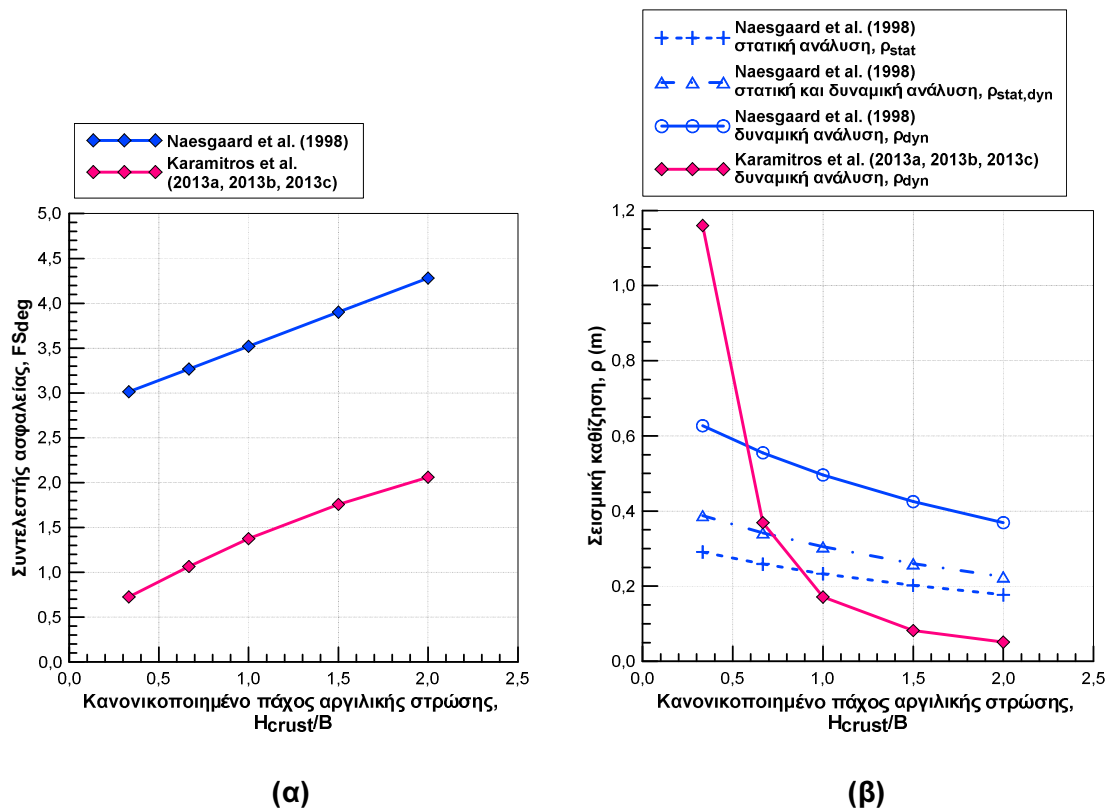 Naesgaard et al. (1998)
Karamitros et al.
(2013a, 2013b, 2013c)
5,0
4,5
4,0
3,5
3,0
2,5
2,0
1,5
1,0
0,5
0,0
Συντελεστής ασφαλείας, FSdeg
0,0 0,5 1,0 1,5 2,0 2,5
Κανονικοποιημένο πάχος αργιλικής στρώσης,
Hcrust/B
(α)
Naesgaard et al. (1998)
στατική ανάλυση, ρstat
Naesgaard et al. (1998)
στατική και δυναμική ανάλυση, ρstat,dyn
Naesgaard et al. (1998)
δυναμική ανάλυση, ρdyn
Karamitros et al. (2013a, 2013b, 2013c)
δυναμική ανάλυση, ρdyn
1,2
1,0
0,8
0,6
0,4
0,2
0,0
Σεισμική καθίζηση, ρ (m)
0,0 0,5 1,0 1,5 2,0 2,5
Κανονικοποιημένο πάχος αργιλικής στρώσης,
Hcrust/B
(β)